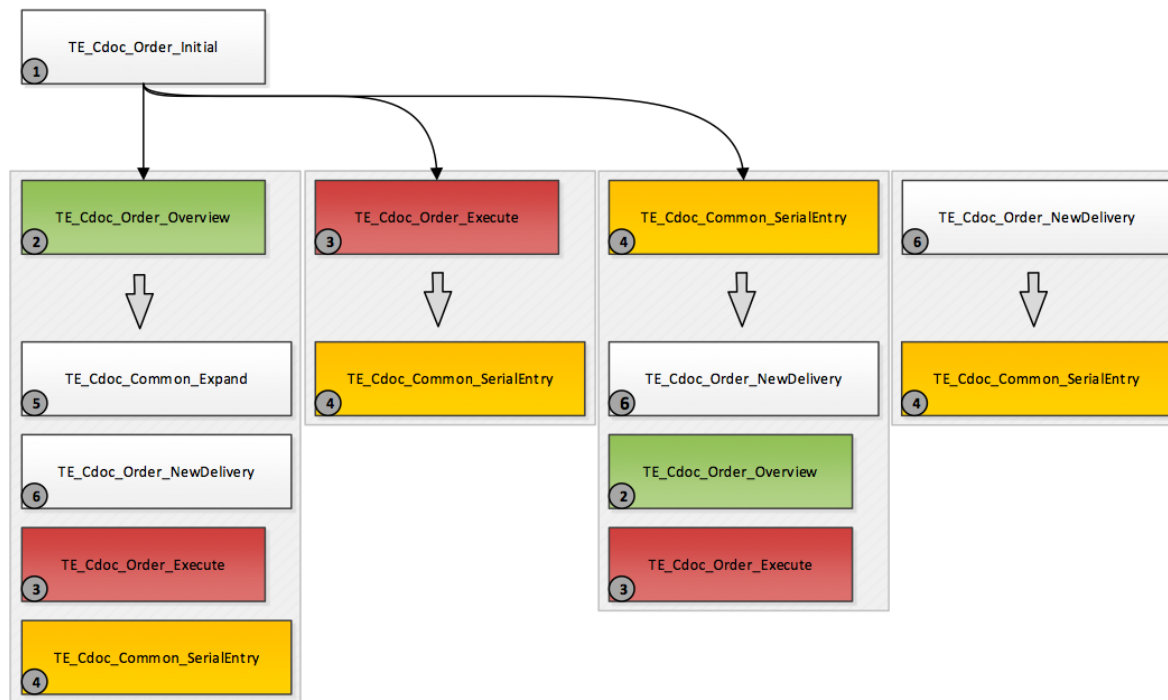 TE_Cdoc_Order_Initial
1
TE_Cdoc_Order_Overview
2
TE_Cdoc_Common_Expand
5
TE_Cdoc_Order_NewDelivery
6
TE_Cdoc_Order_Execute
3
TE_Cdoc_Common_SerialEntry
4
TE_Cdoc_Order_Execute
3
TE_Cdoc_Common_SerialEntry
4
TE_Cdoc_Common_SerialEntry
4
TE_Cdoc_Order_NewDelivery
6
TE_Cdoc_Order_Overview
2
TE_Cdoc_Order_Execute
3
TE_Cdoc_Order_NewDelivery
6
TE_Cdoc_Common_SerialEntry
4